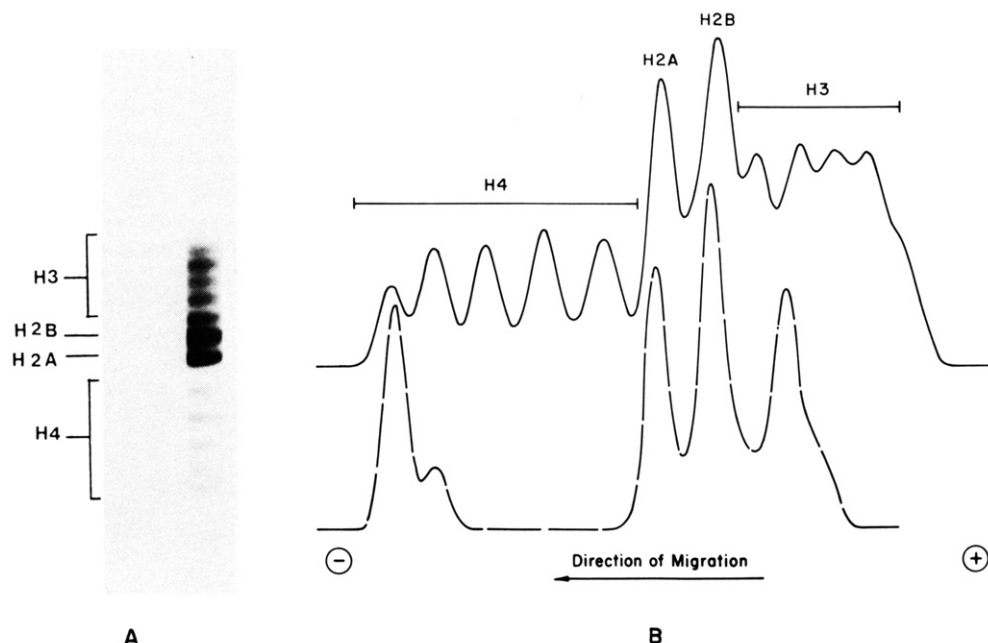 H3
H2B
H2A
H4
A
H2B
H2A
H3
H4
−
+
Direction of Migration
B